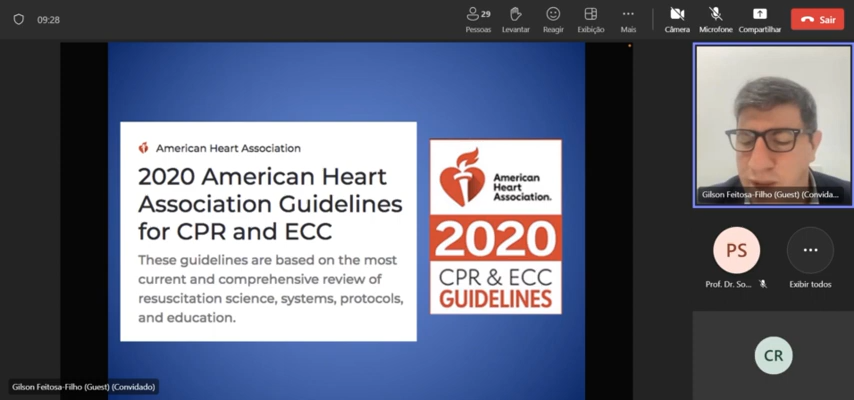 09:28
29
Pessoas
Levantar
Reagir
Exibição
Mais
Câmera
Microfone
Compartilhar
Sair
American Heart Association
2020 American Heart
Association Guidelines
for CPR and ECC
These guidelines are based on the most
current and comprehensive review of
resuscitation science, systems, protocols,
and education.
American
Heart
Association.
2020
CPR & ECC
GUIDELINES
Gilson Feitosa-Filho (Guest) (Convida...
PS
Prof. Dr. So...
Exibir todos
CR
Gilson Feitosa-Filho (Guest) (Convidado)